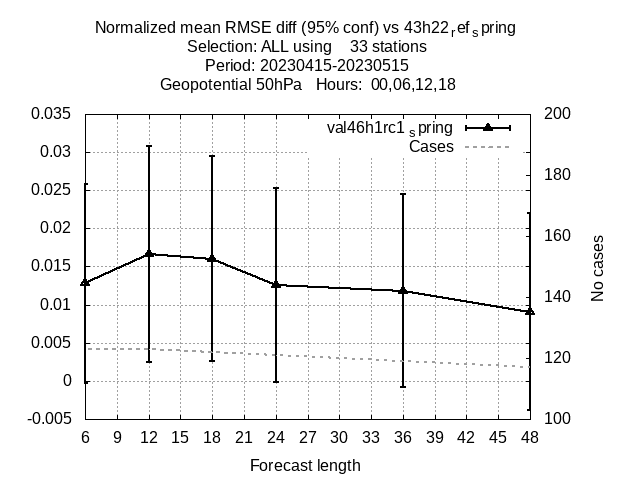 Normalized mean RMSE diff (95% conf) vs 43h22refspring
Selection: ALL using 33 stations
Period: 20230415-20230515
Geopotential 50hPa Hours: 00,06,12,18
val46h1rc1spring
Cases
0.035
0.03
0.025
0.02
0.015
0.01
0.005
0
-0.005
200
180
160
140
120
100
No cases
6 9 12 15 18 21 24 27 30 33 36 39 42 45 48
Forecast length